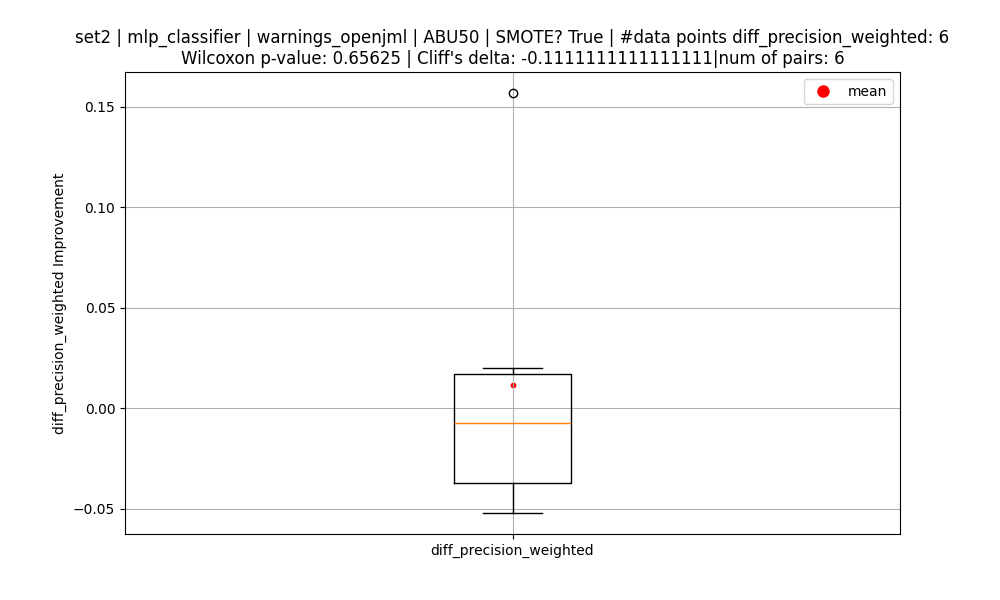 set2 | mlp_classifier | warnings_openjml | ABU50 | SMOTE? True | #data points diff_precision_weighted: 6
Wilcoxon p-value: 0.65625 | Cliff's delta: -0.1111111111111111|num of pairs: 6
mean
0.15
0.10
0.05
0.00
−0.05
diff_precision_weighted Improvement
diff_precision_weighted